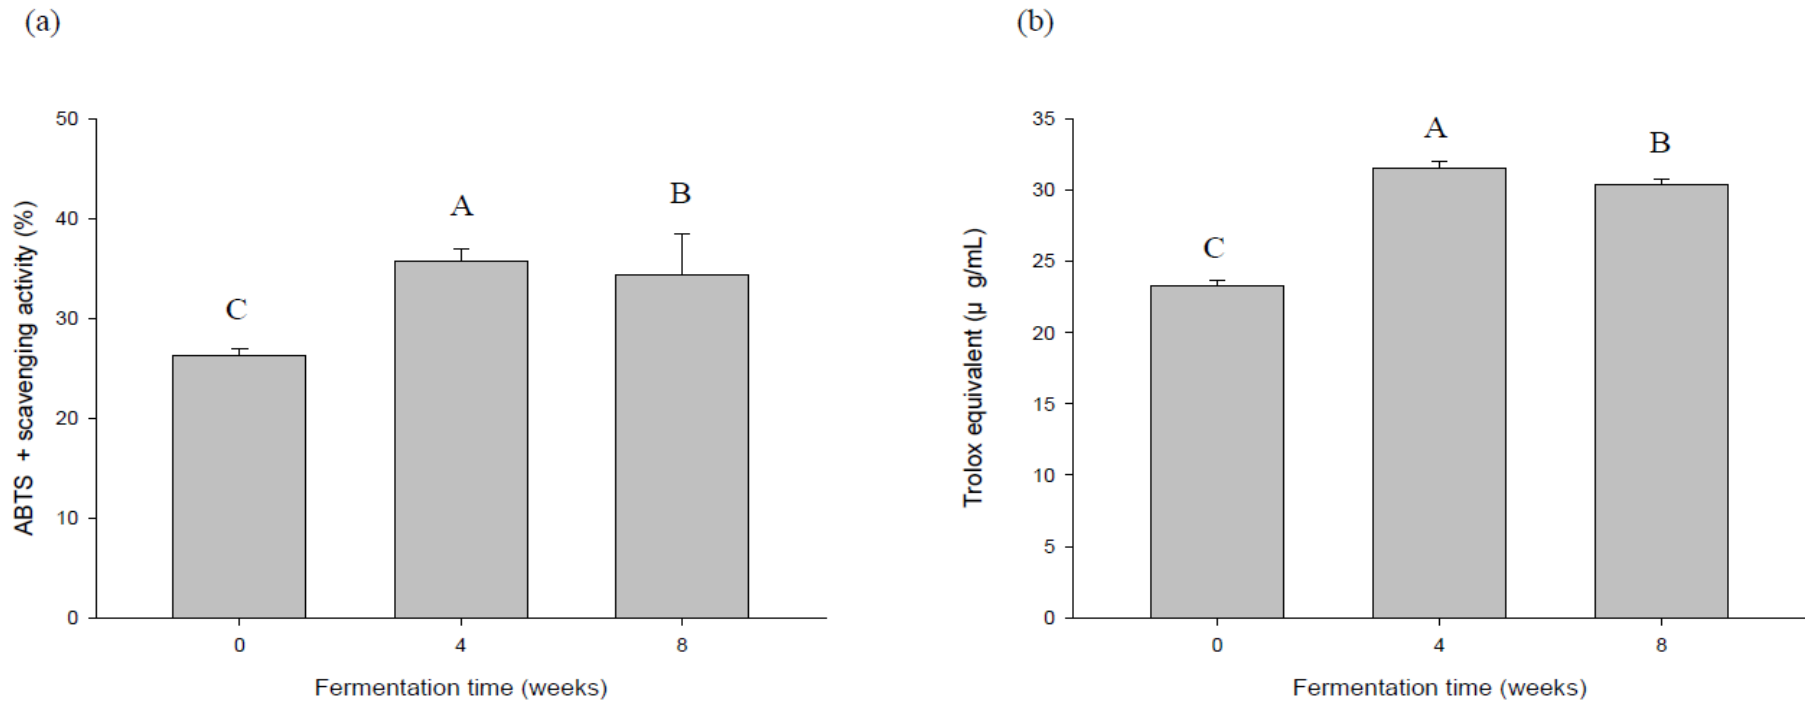 (a)
50
40
30
20
10
0
ABTS + scavenging activity (%)
C
A
B
0 4 8
Fermentation time (weeks)
(b)
35
30
25
20
15
10
5
0
Trolox equivalent (μ g/mL)
C
A
B
0 4 8
Fermentation time (weeks)